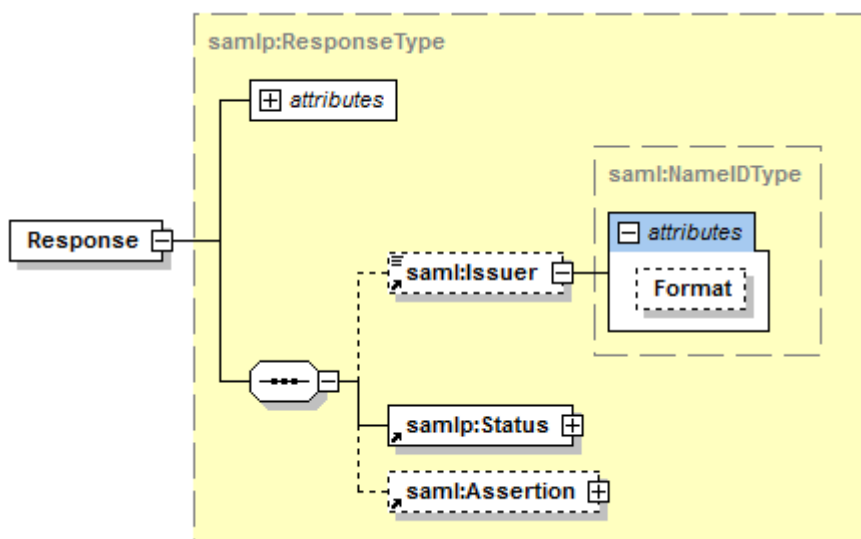 samlp:ResponseType
attributes
saml:NameIDType
attributes
Response
saml:Issuer
Format
samlp:Status
saml:Assertion